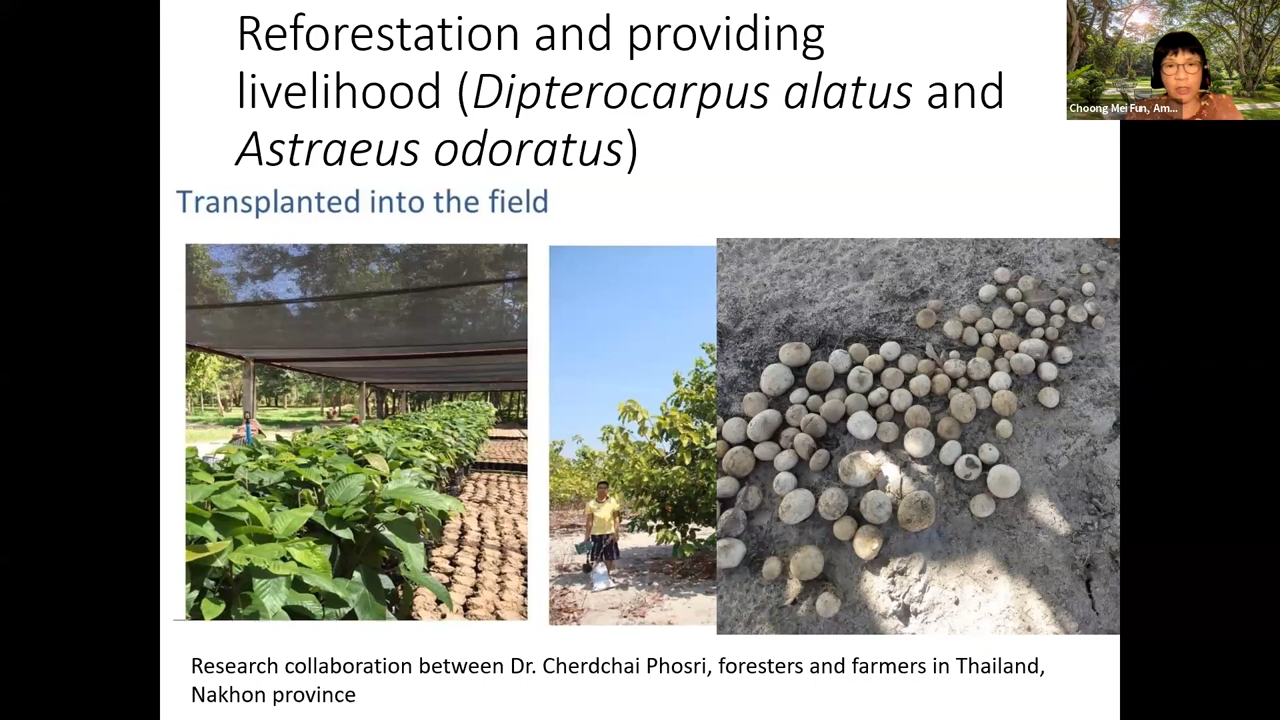 Reforestation and providing
livelihood (Dipterocarpus alatus and
Astraeus odoratus)
Choong Mei Fun, Am...
Transplanted into the field
Research collaboration between Dr. Cherdchai Phosri, foresters and farmers in Thailand,
Nakhon province